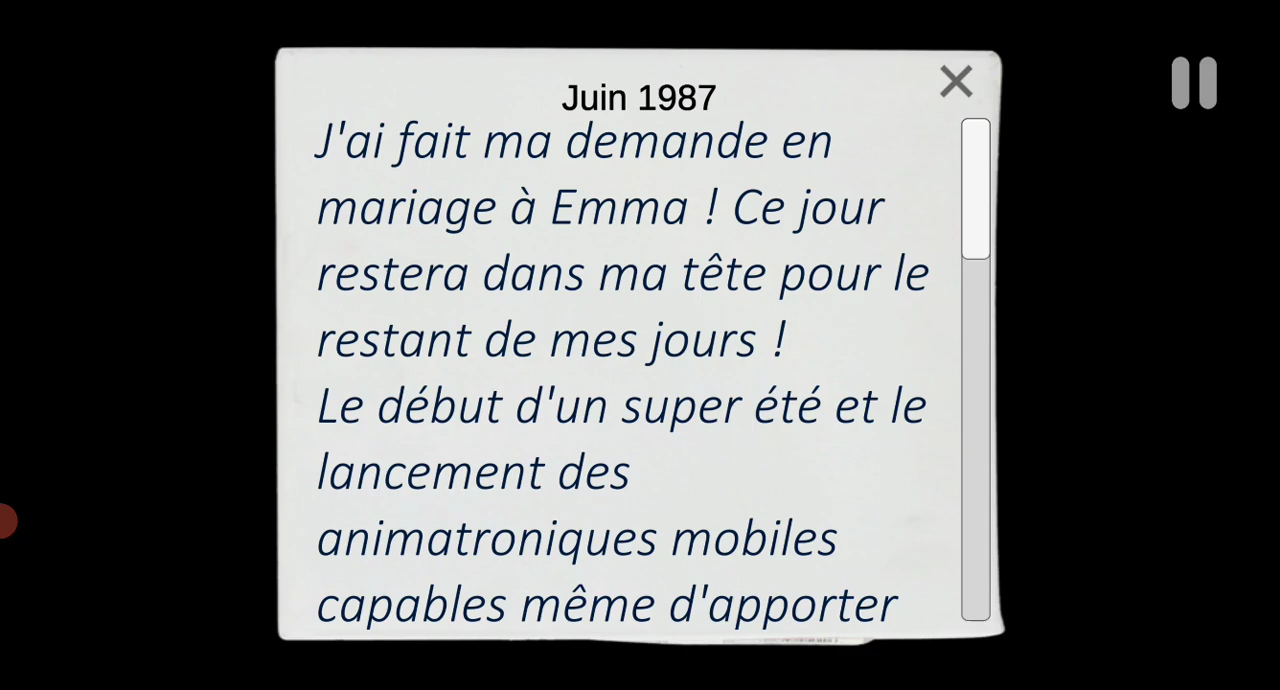 Juin 1987
J'ai fait ma demande en
mariage à Emma ! Ce jour
restera dans ma tête pour le
restant de mes jours !
Le début d'un super été et le
lancement des
animatroniques mobiles
capables même d'apporter